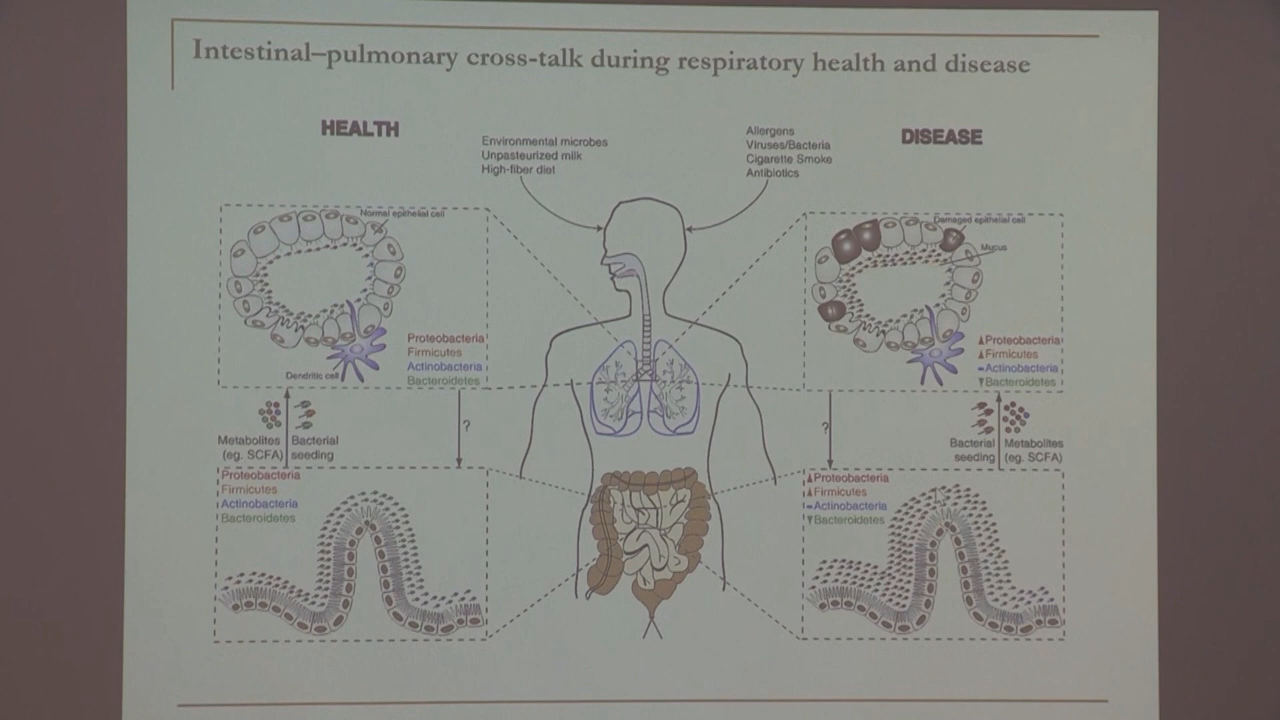 Intestinal–pulmonary cross-talk during respiratory health and disease
HEALTH
Environmental microbes
Unpasteurized milk
High-fiber diet
Allergens
Viruses/Bacteria
Cigarette Smoke
Antibiotics
DISEASE
Normal epithelial cell
Dendritic cell
Proteobacteria
Firmicutes
Actinobacteria
Bacteroidetes
Damaged epithelial cell
Mucus
▲Proteobacteria
▲Firmicutes
=Actinobacteria
▼Bacteroidetes
Metabolites
(eg. SCFA)
Bacterial
seeding
?
?
Bacterial
seeding
Metabolites
(eg. SCFA)
Proteobacteria
Firmicutes
Actinobacteria
Bacteroidetes
▲Proteobacteria
▲Firmicutes
=Actinobacteria
▼Bacteroidetes